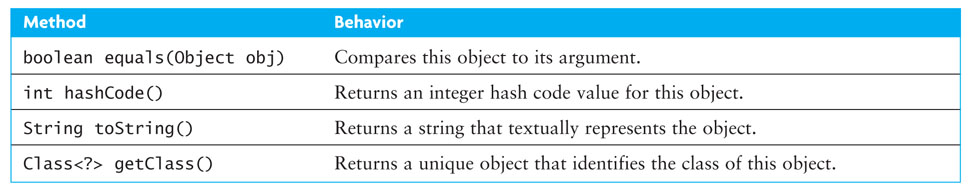 Method Behavior
boolean equals(Object obj) Compares this object to its argument.
int hashCode() Returns an integer hash code value for this object.
String toString() Returns a string that textually represents the object.
Class<?> getClass() Returns a unique object that identifies the class of this object.